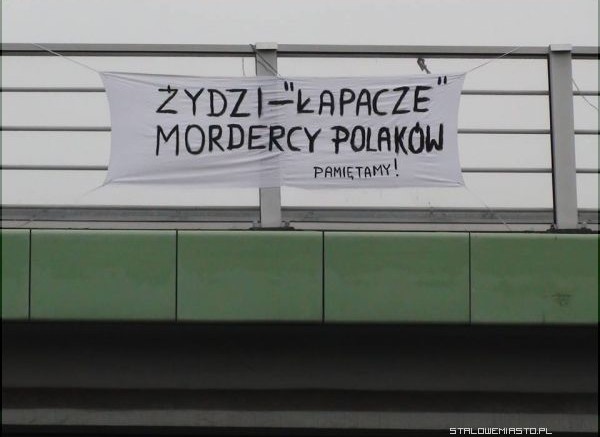 ŻYDZI-"ŁAPACZE"
MORDERCY POLAKÓW
PAMIĘTAMY!
STALOWEMIASTO.PL